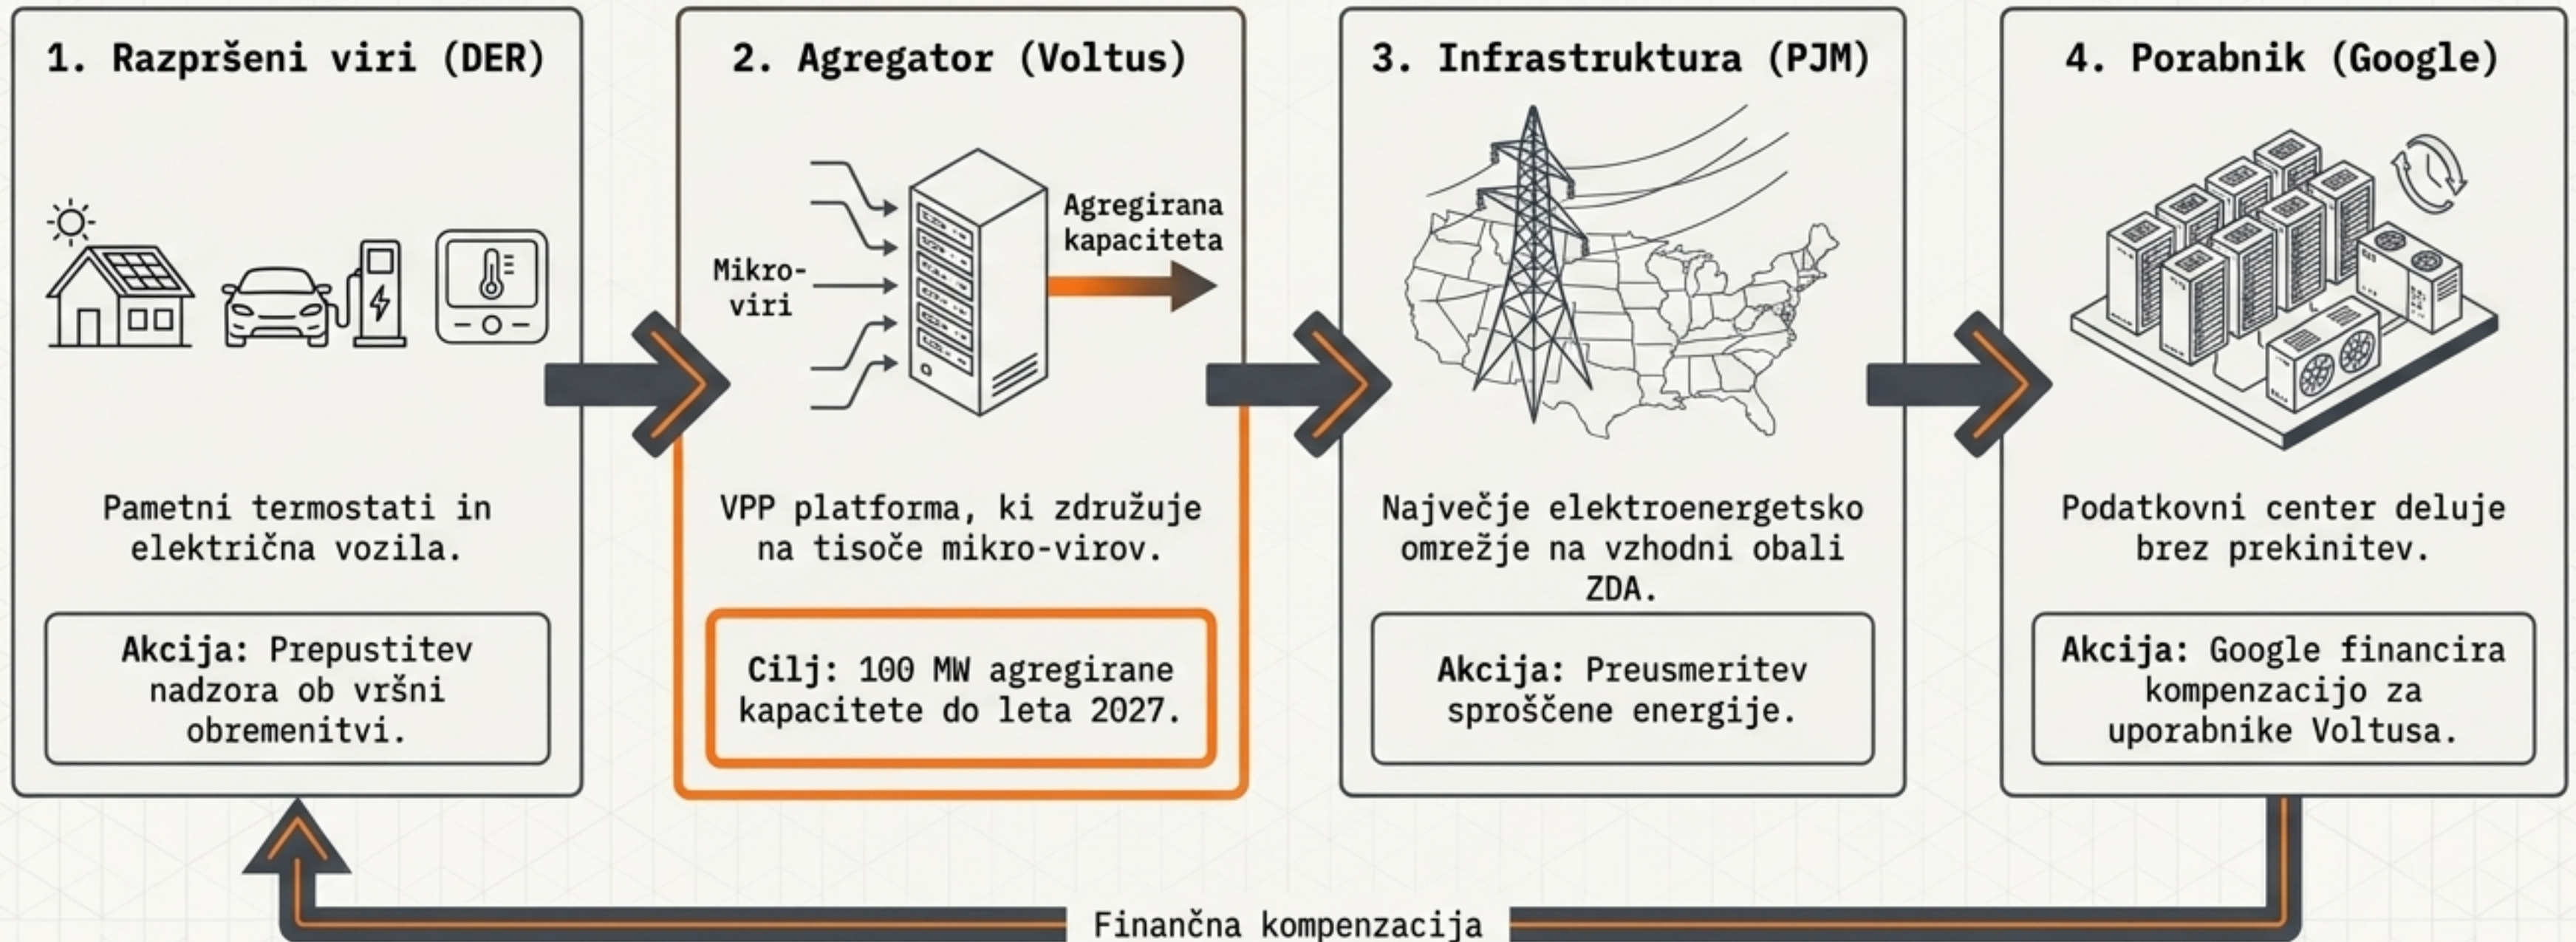 1. Razpršeni viri (DER)
Pametni termostati in
električna vozila.
Akcija: Prepustitev
nadzora ob vršni
obremenitvi.
2. Agregator (Voltus)
Mikro-
viri
Agregirana
kapaciteta
VPP platforma, ki združuje
na tisoče mikro-virov.
Cilj: 100 MW agregirane
kapacitete do leta 2027.
3. Infrastruktura (PJM)
Največje elektroenergetsko
omrežje na vzhodni obali
ZDA.
Akcija: Preusmeritev
sproščene energije.
4. Porabnik (Google)
Podatkovni center deluje
brez prekinitev.
Akcija: Google financira
kompenzacijo za
uporabnike Voltusa.
Finančna kompenzacija